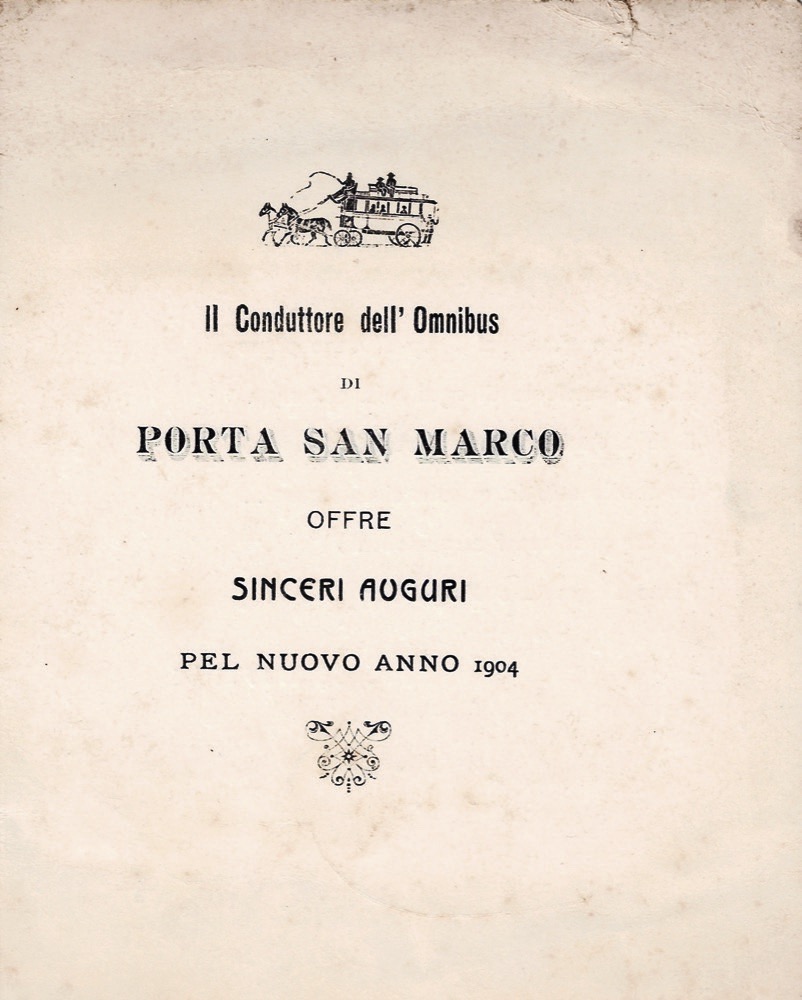 Il Conduttore dell' Omnibus
DI
PORTA SAN MARCO
OFFRE
SINCERI AUGURI
PEL NUOVO ANNO 1904